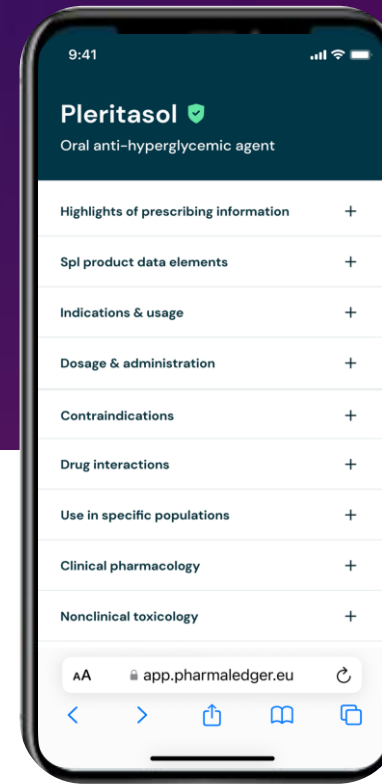 9:41
Pleritasol
Oral anti-hyperglycemic agent
Highlights of prescribing information +
Spl product data elements +
Indications & usage +
Dosage & administration +
Contraindications +
Drug interactions +
Use in specific populations +
Clinical pharmacology +
Nonclinical toxicology +
AA app.pharmaledger.eu